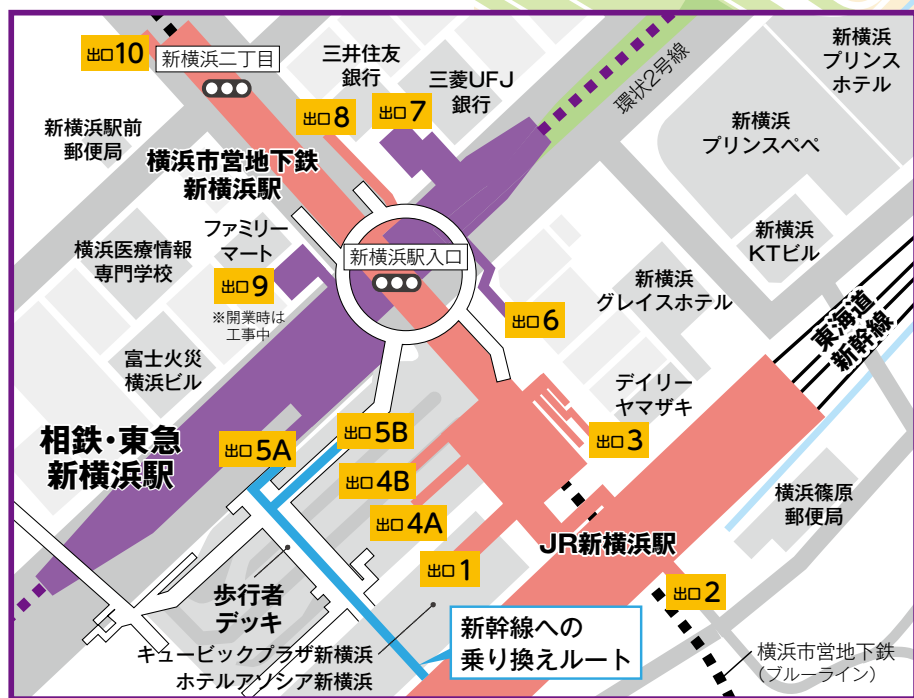 出口10
新横浜二丁目
三井住友
銀行
出口8
三菱UFJ
銀行
出口7
環状2号線
新横浜
プリンス
ホテル
新横浜
プリンスペペ
新横浜駅前
郵便局
横浜市営地下鉄
新横浜駅
横浜医療情報
専門学校
ファミリー
マート
出口9
※開業時は
工事中
新横浜駅入口
新横浜
KTビル
新横浜
グレイスホテル
出口6
東海道
新幹線
富士火災
横浜ビル
デイリー
ヤマザキ
相鉄・東急
新横浜駅
出口5A
出口5B
出口3
出口4B
出口4A
横浜篠原
郵便局
JR新横浜駅
出口1
出口2
歩行者
デッキ
新幹線への
乗り換えルート
キュービックプラザ新横浜
ホテルアソシア新横浜
横浜市営地下鉄
(ブルーライン)